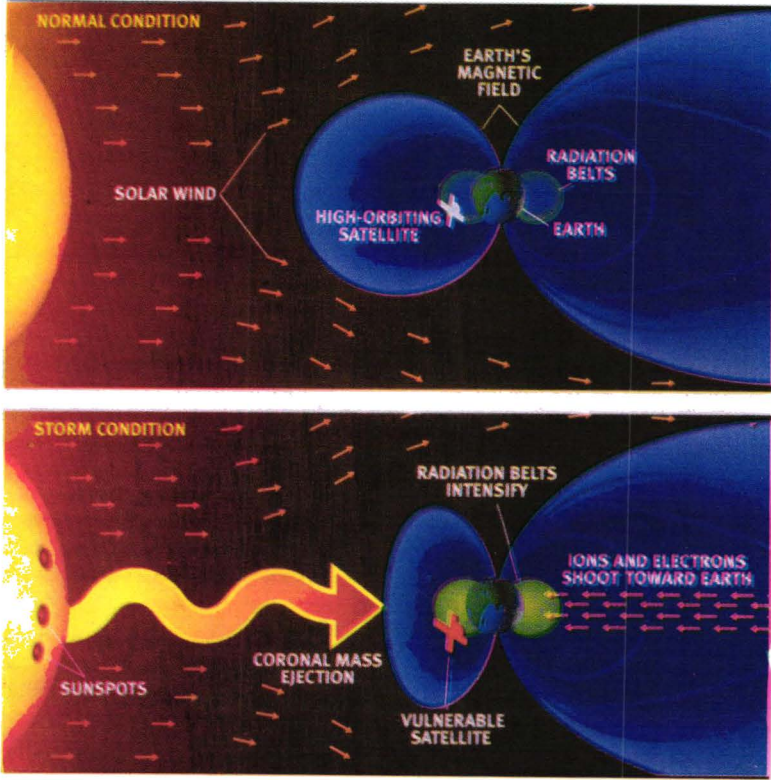 NORMAL CONDITION
EARTH'S
MAGNETIC
FIELD
RADIATION
BELTS
SOLAR WIND
HIGH-ORBITING
SATELLITE
EARTH
STORM CONDITION
RADIATION BELTS
INTENSIFY
IONS AND ELECTRONS
SHOOT TOWARD EARTH
CORONAL MASS
EJECTION
SUNSPOTS
VULNERABLE
SATELLITE